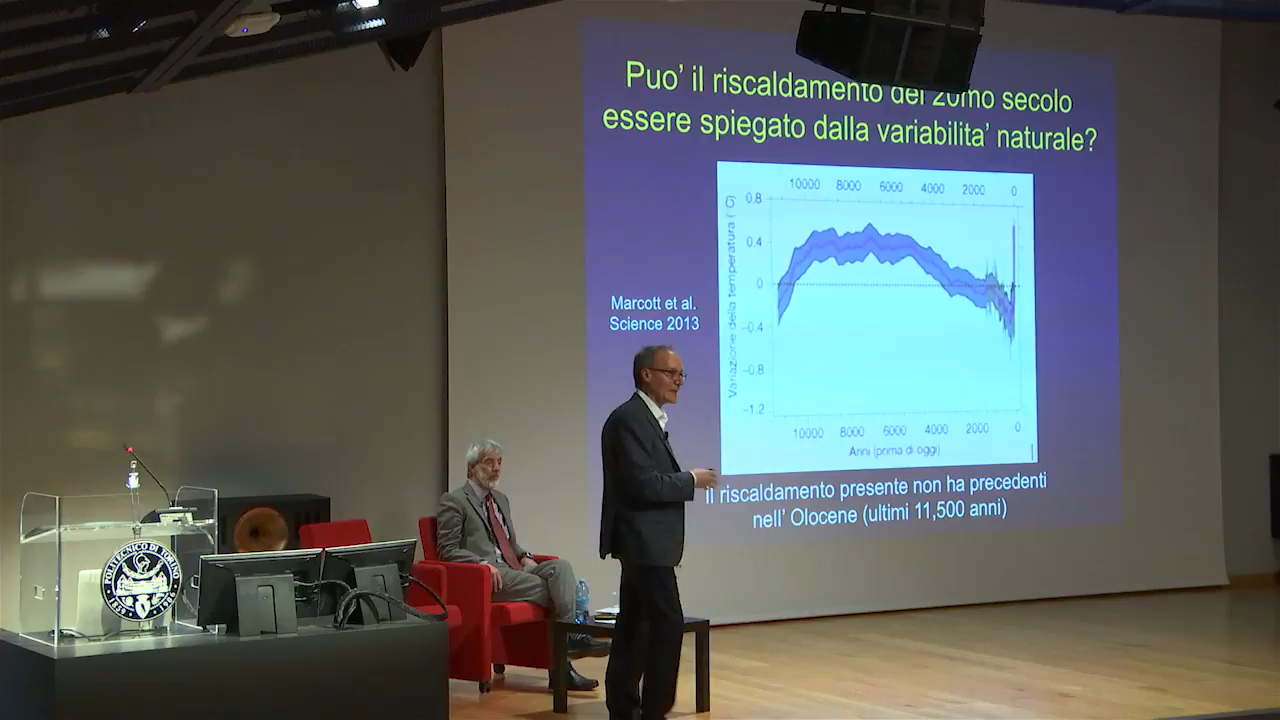 Puo' il riscaldamento del 20mo secolo
essere spiegato dalla variabilita' naturale?
10000 8000 6000 4000 2000 0
0.8
0.4
0
-0.4
-0.8
-1.2
Variazione della temperatura (°C)
10000 8000 6000 4000 2000 0
Anni (prima di oggi)
Marcott et al.
Science 2013
Il riscaldamento presente non ha precedenti
nell' Olocene (ultimi 11,500 anni)
POLITECNICO DI TORINO